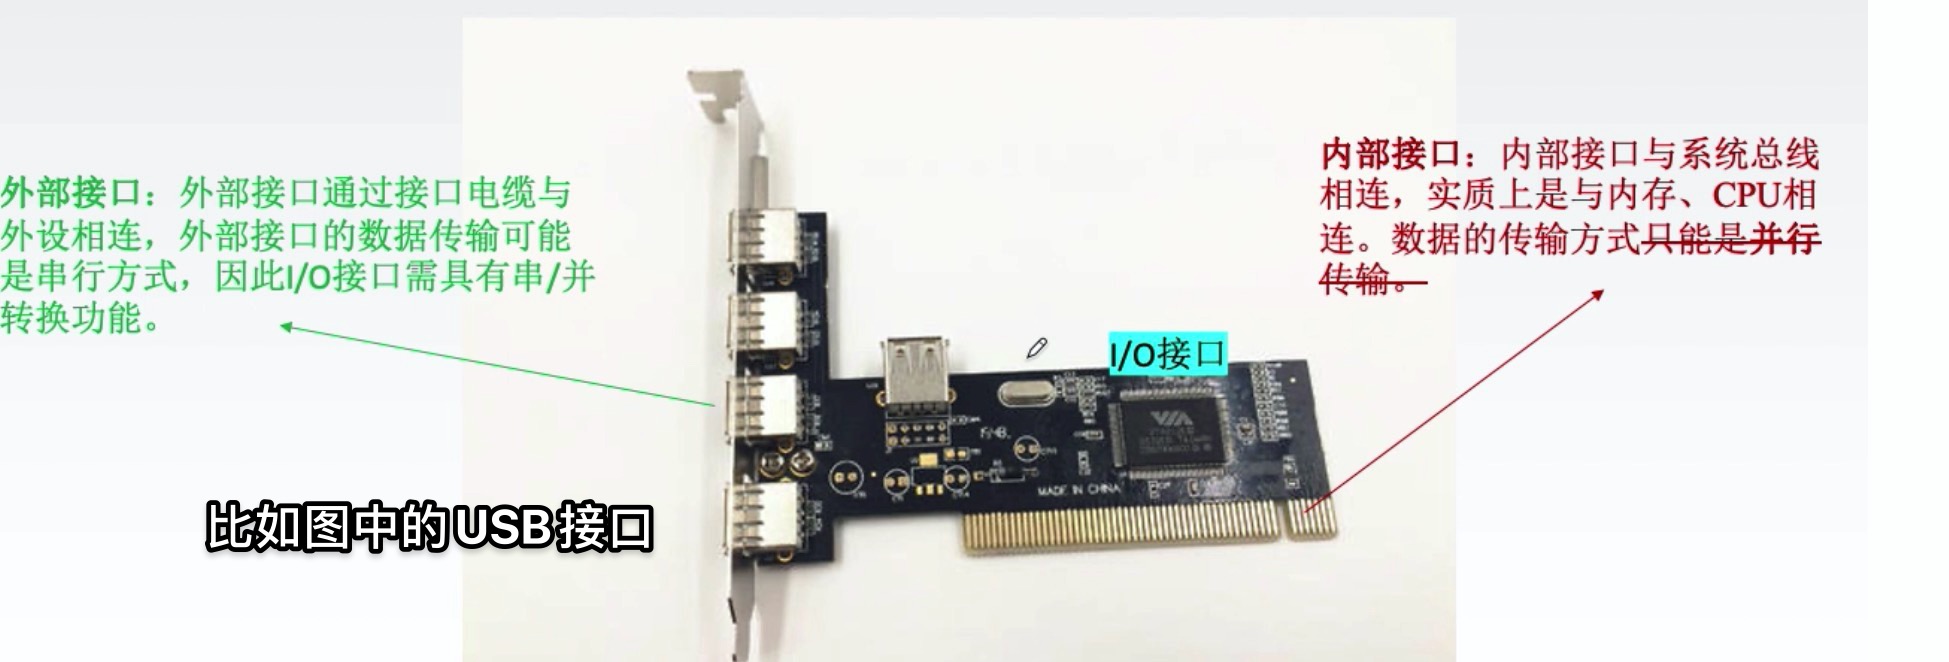 外部接口：外部接口通过接口电缆与
外设相连，外部接口的数据传输可能
是串行方式，因此I/O接口需具有串/并
转换功能。
内部接口：内部接口与系统总线
相连，实质上是与内存、CPU相
连。数据的传输方式只能是并行
传输。
I/O接口
VIA
MADE IN CHINA
比如图中的USB接口